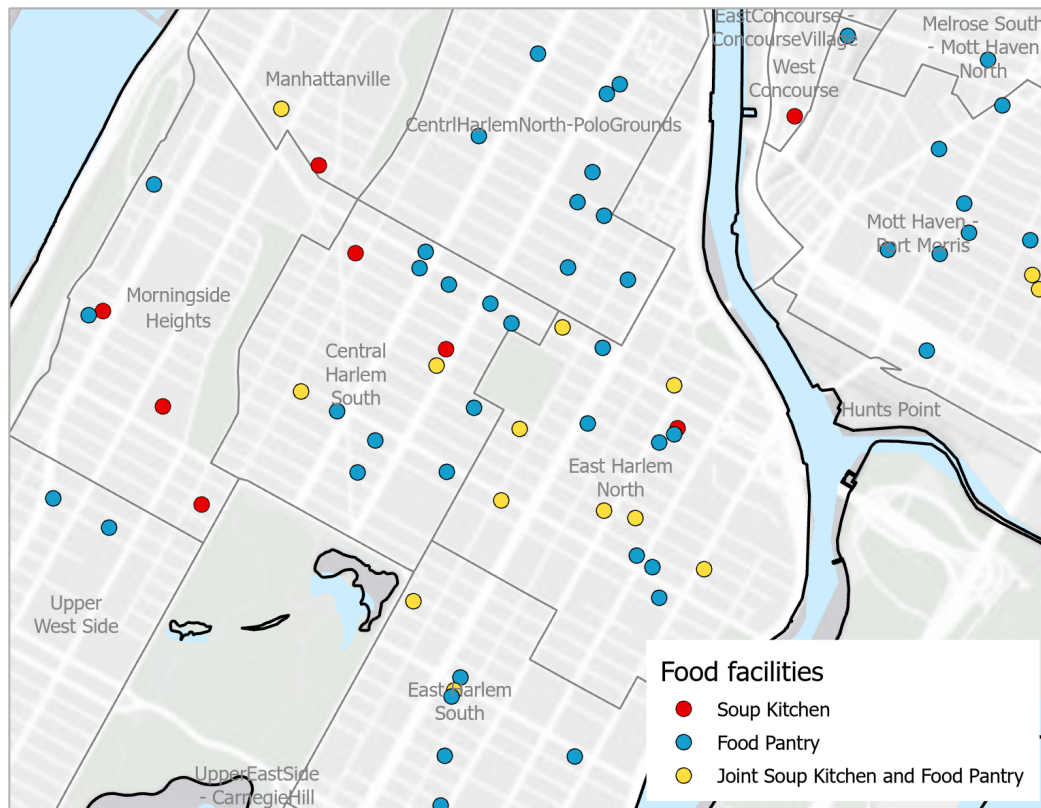 EastConcourse -
ConcourseVillage
Melrose South
- Mott Haven
North
West
Concourse
Manhattanville
CentrlHarlemNorth-PoloGrounds
Mott Haven -
Port Morris
Morningside
Heights
Central
Harlem
South
Hunts Point
East Harlem
North
Upper
West Side
East Harlem
South
UpperEastSide
- CarnegieHill
Food facilities
Soup Kitchen
Food Pantry
Joint Soup Kitchen and Food Pantry